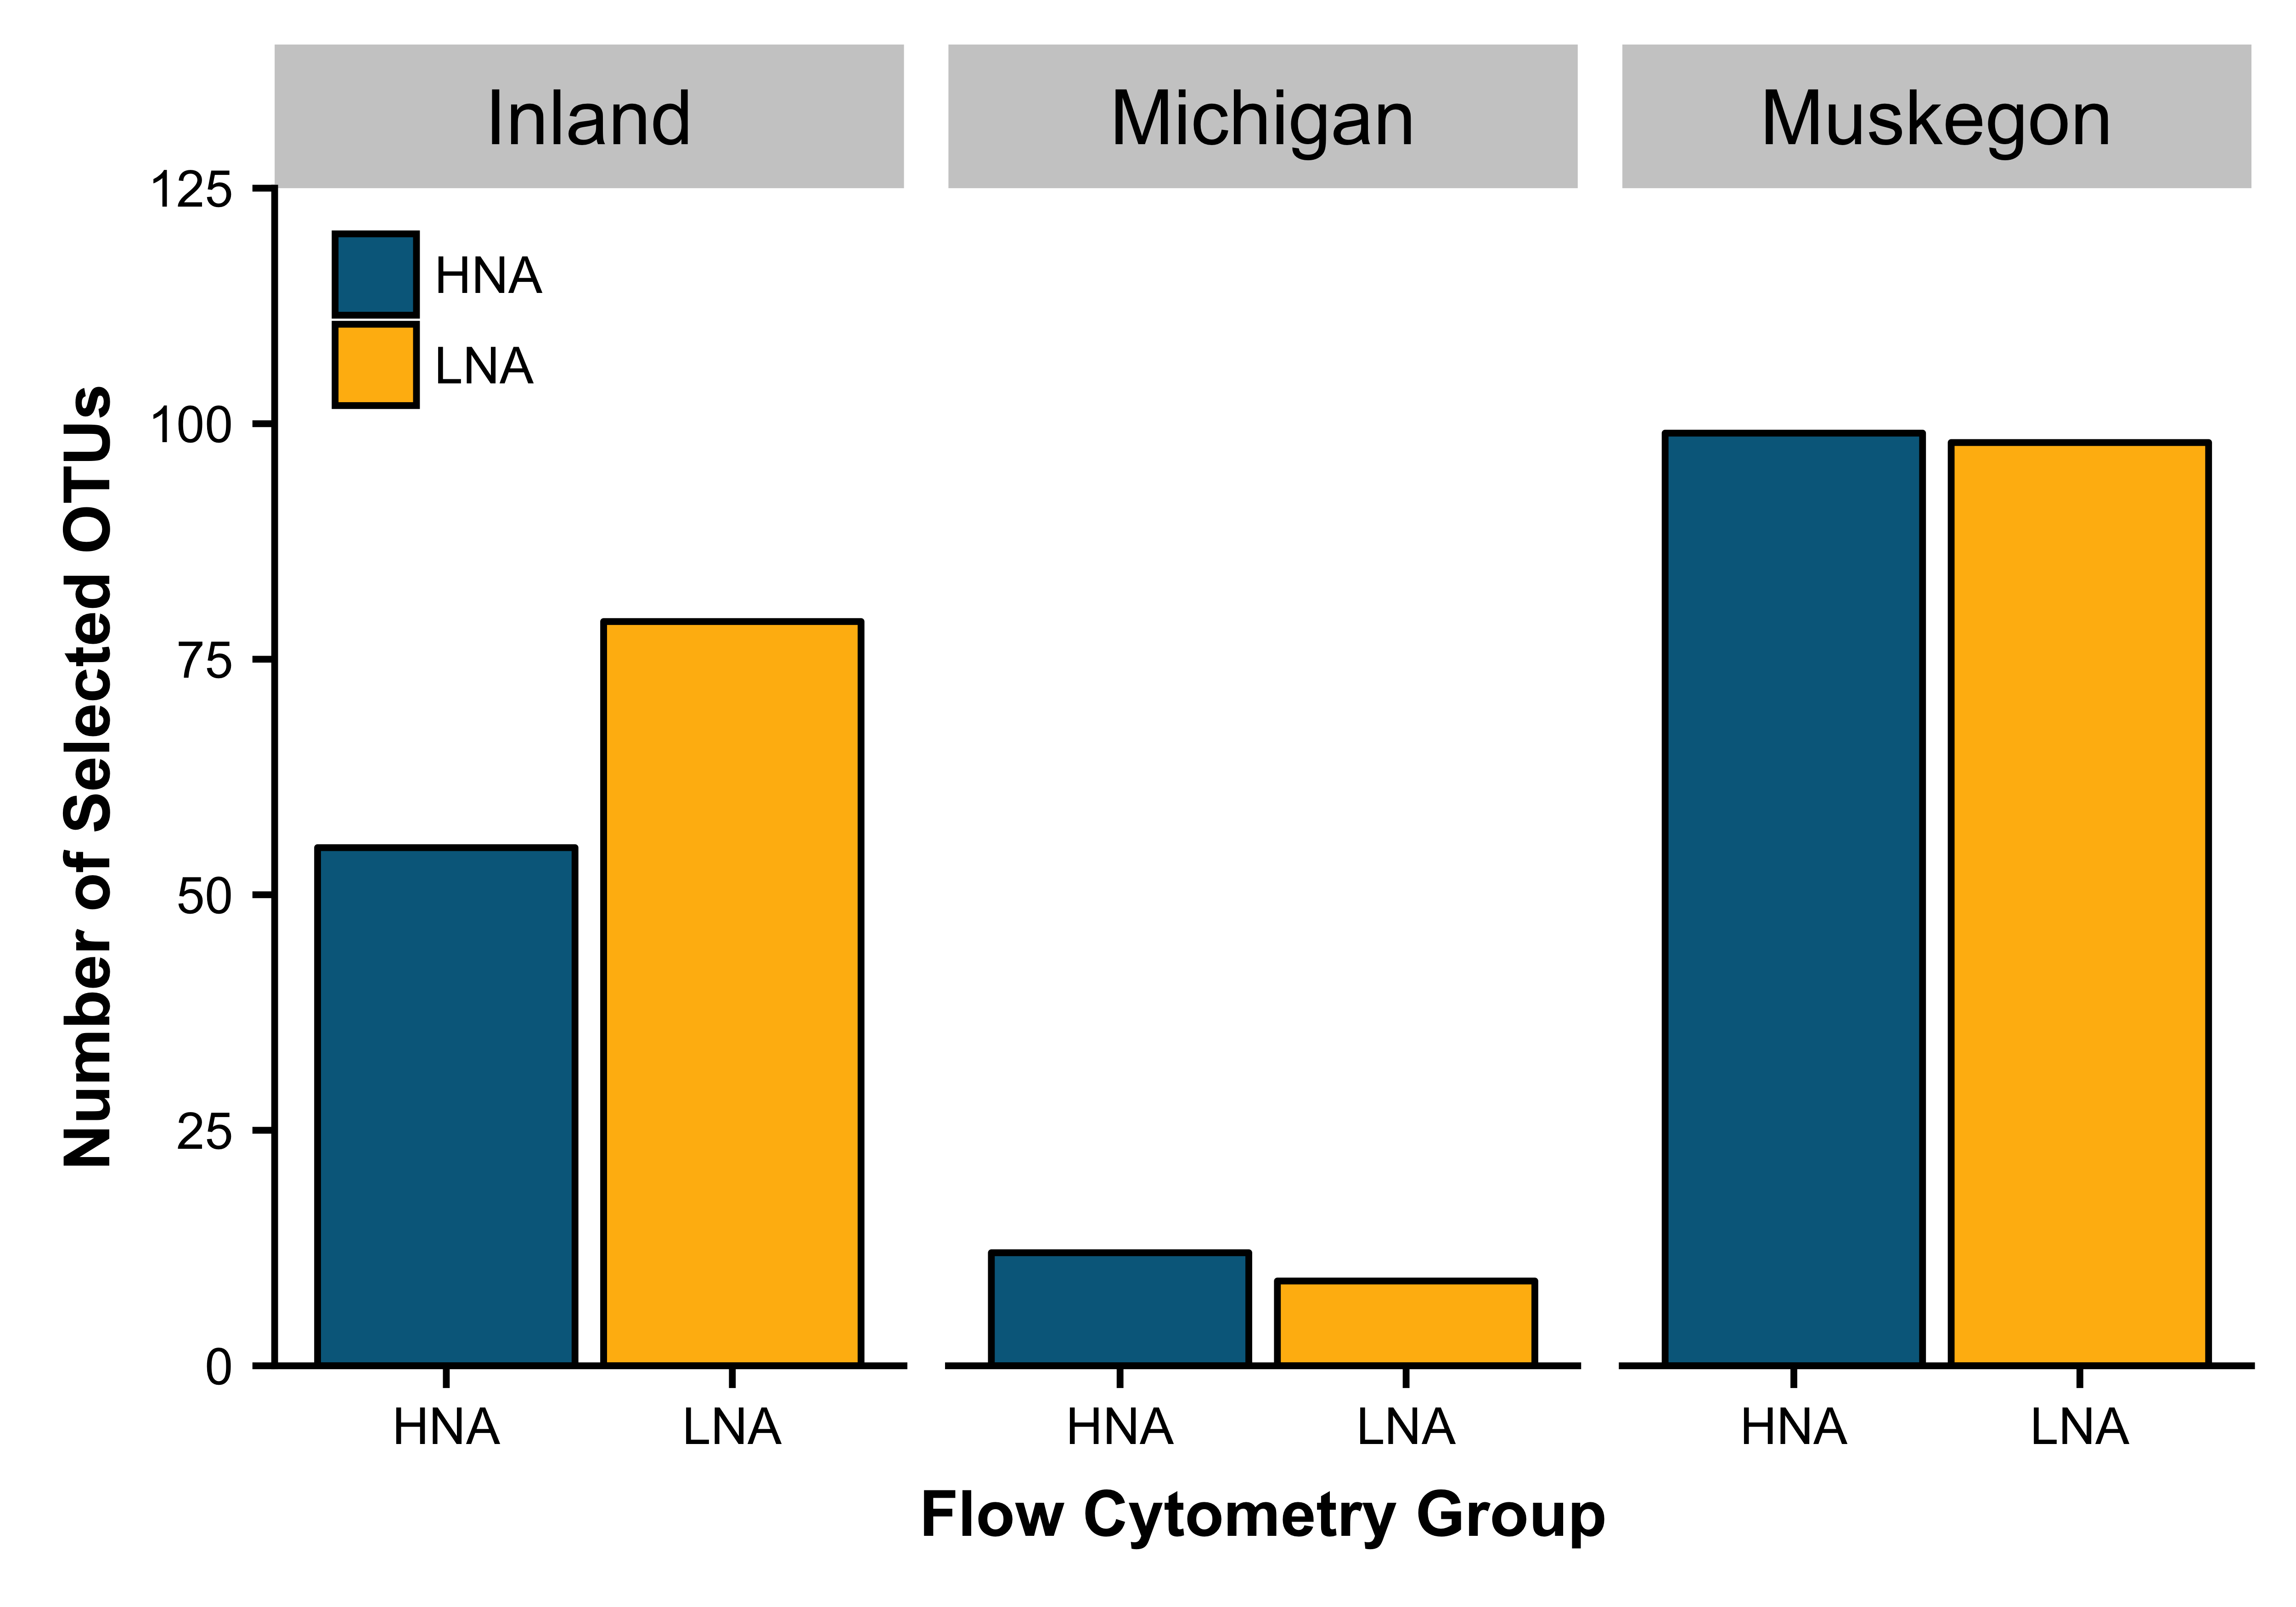 Inland Michigan Muskegon
HNA
LNA
Number of Selected OTUs
125
100
75
50
25
0
HNA LNA HNA LNA HNA LNA
Flow Cytometry Group